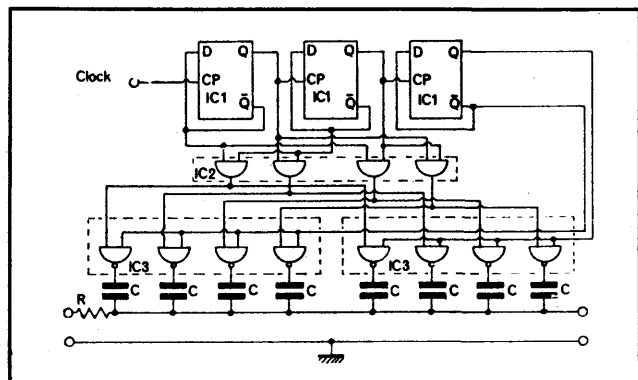 D Q D Q D Q
Clock
CP CP CP
IC1 IC1 IC1
Q̄ Q̄ Q̄
IC2
IC3 IC3
C C C C C C C C
R